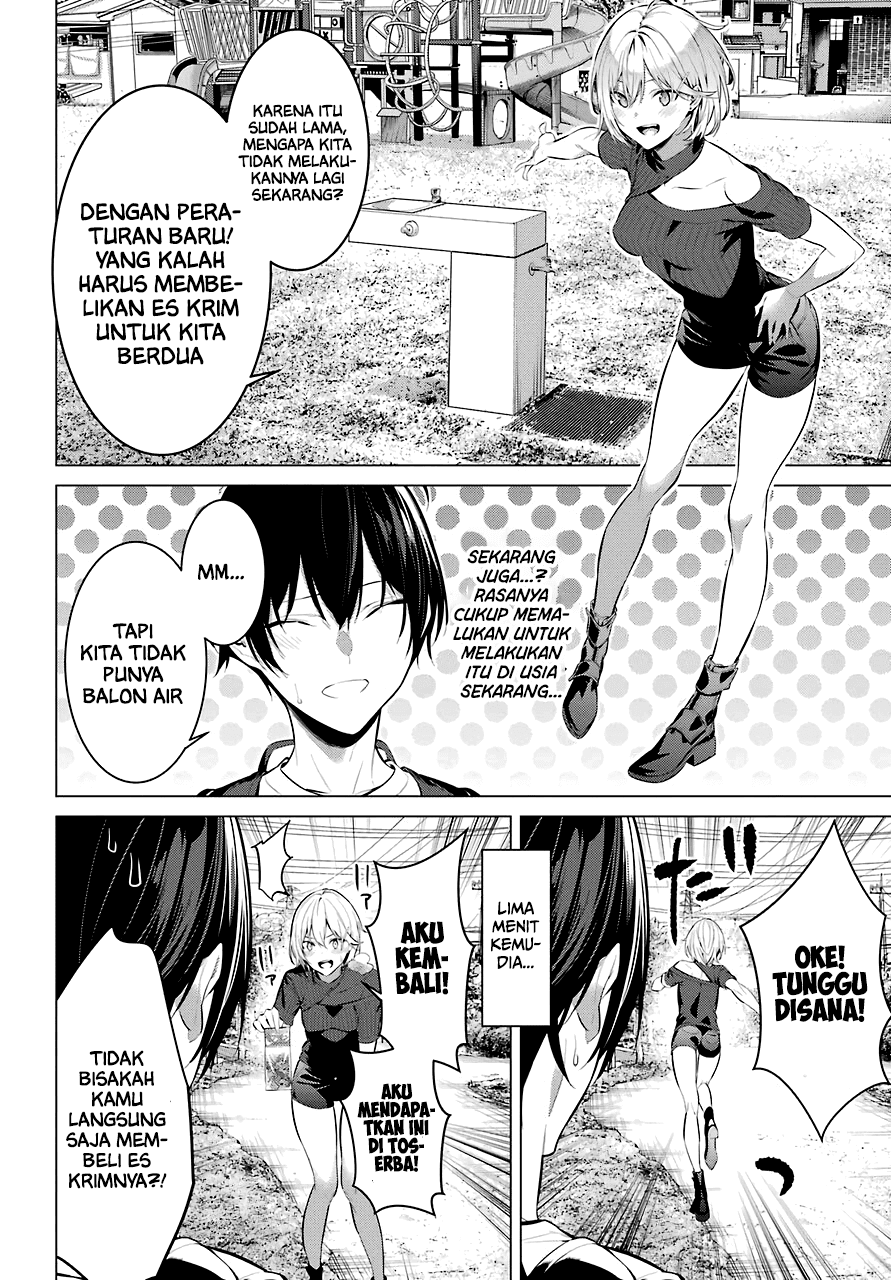 KARENA ITU
SUDAH LAMA,
MENGAPA KITA
TIDAK MELAKU-
KANNYA LAGI
SEKARANG?
DENGAN PERA-
TURAN BARU!
YANG KALAH
HARUS MEMBE-
LIKAN ES KRIM
UNTUK KITA
BERDUA
SEKARANG
JUGA...?
RASANYA
CUKUP MEMA-
LUKAN UNTUK
MELAKUKAN
ITU DI USIA
SEKARANG...
MM...
TAPI
KITA TIDAK
PUNYA
BALON AIR
OKE!
TUNGGU
DISANA!
だ
LIMA
MENIT
KEMU-
DIA...
AKU
KEM-
BALI!
AKU
MENDAPA-
TKAN INI
DI TOS-
ERBA!
TIDAK
BISAKAH
KAMU
LANGSUNG
SAJA MEM-
BELI ES
KRIMNYA?!